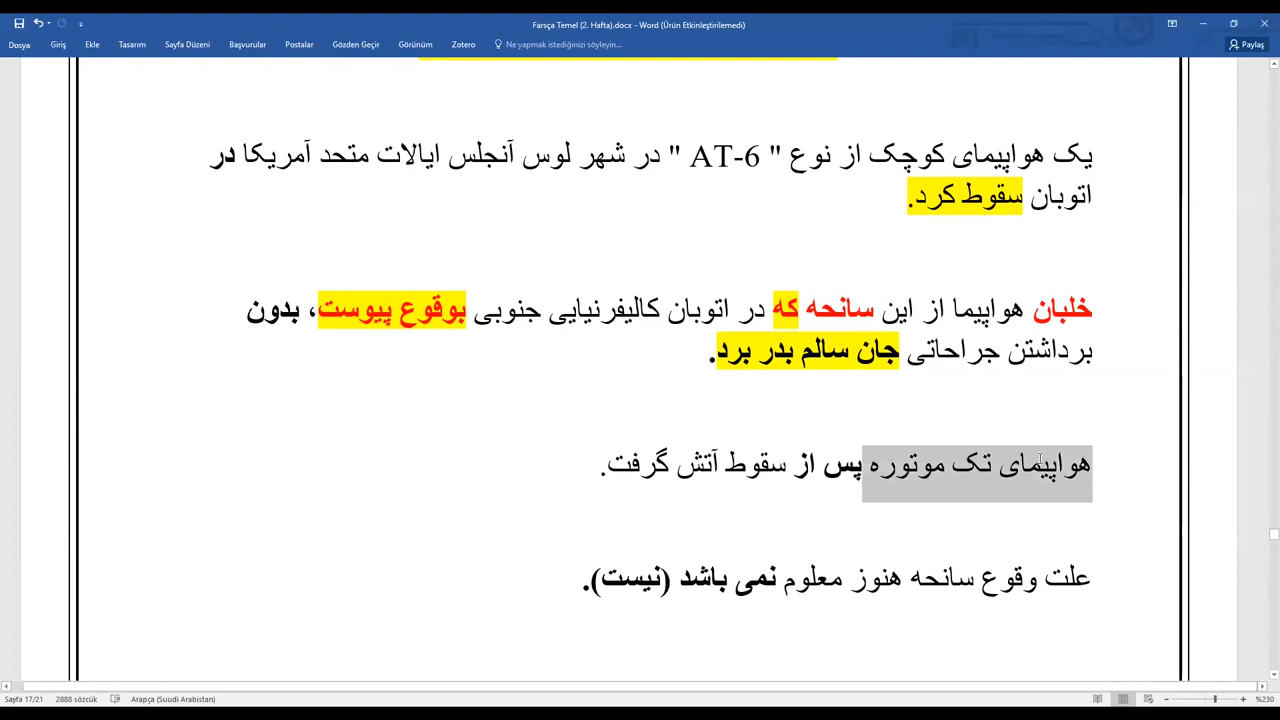 Farsça Temel (2. Hafta).docx - Word (Ürün Etkinleştirilemedi)
Dosya Giriş Ekle Tasarım Sayfa Düzeni Başvurular Postalar Gözden Geçir Görünüm Zotero Ne yapmak istediğinizi söyleyin... Paylaş
یک هواپیمای کوچک از نوع " AT-6 " در شهر لوس آنجلس ایالات متحد آمریکا در
اتوبان سقوط کرد.
خلبان هواپیما از این سانحه که در اتوبان کالیفرنیایی جنوبی بوقوع پیوست، بدون
برداشتن جراحاتی جان سالم بدر برد.
هواپیمای تک موتوره پس از سقوط آتش گرفت.
علت وقوع سانحه هنوز معلوم نمی باشد (نیست).
Sayfa 17/21 2888 sözcük Arapça (Suudi Arabistan) %230